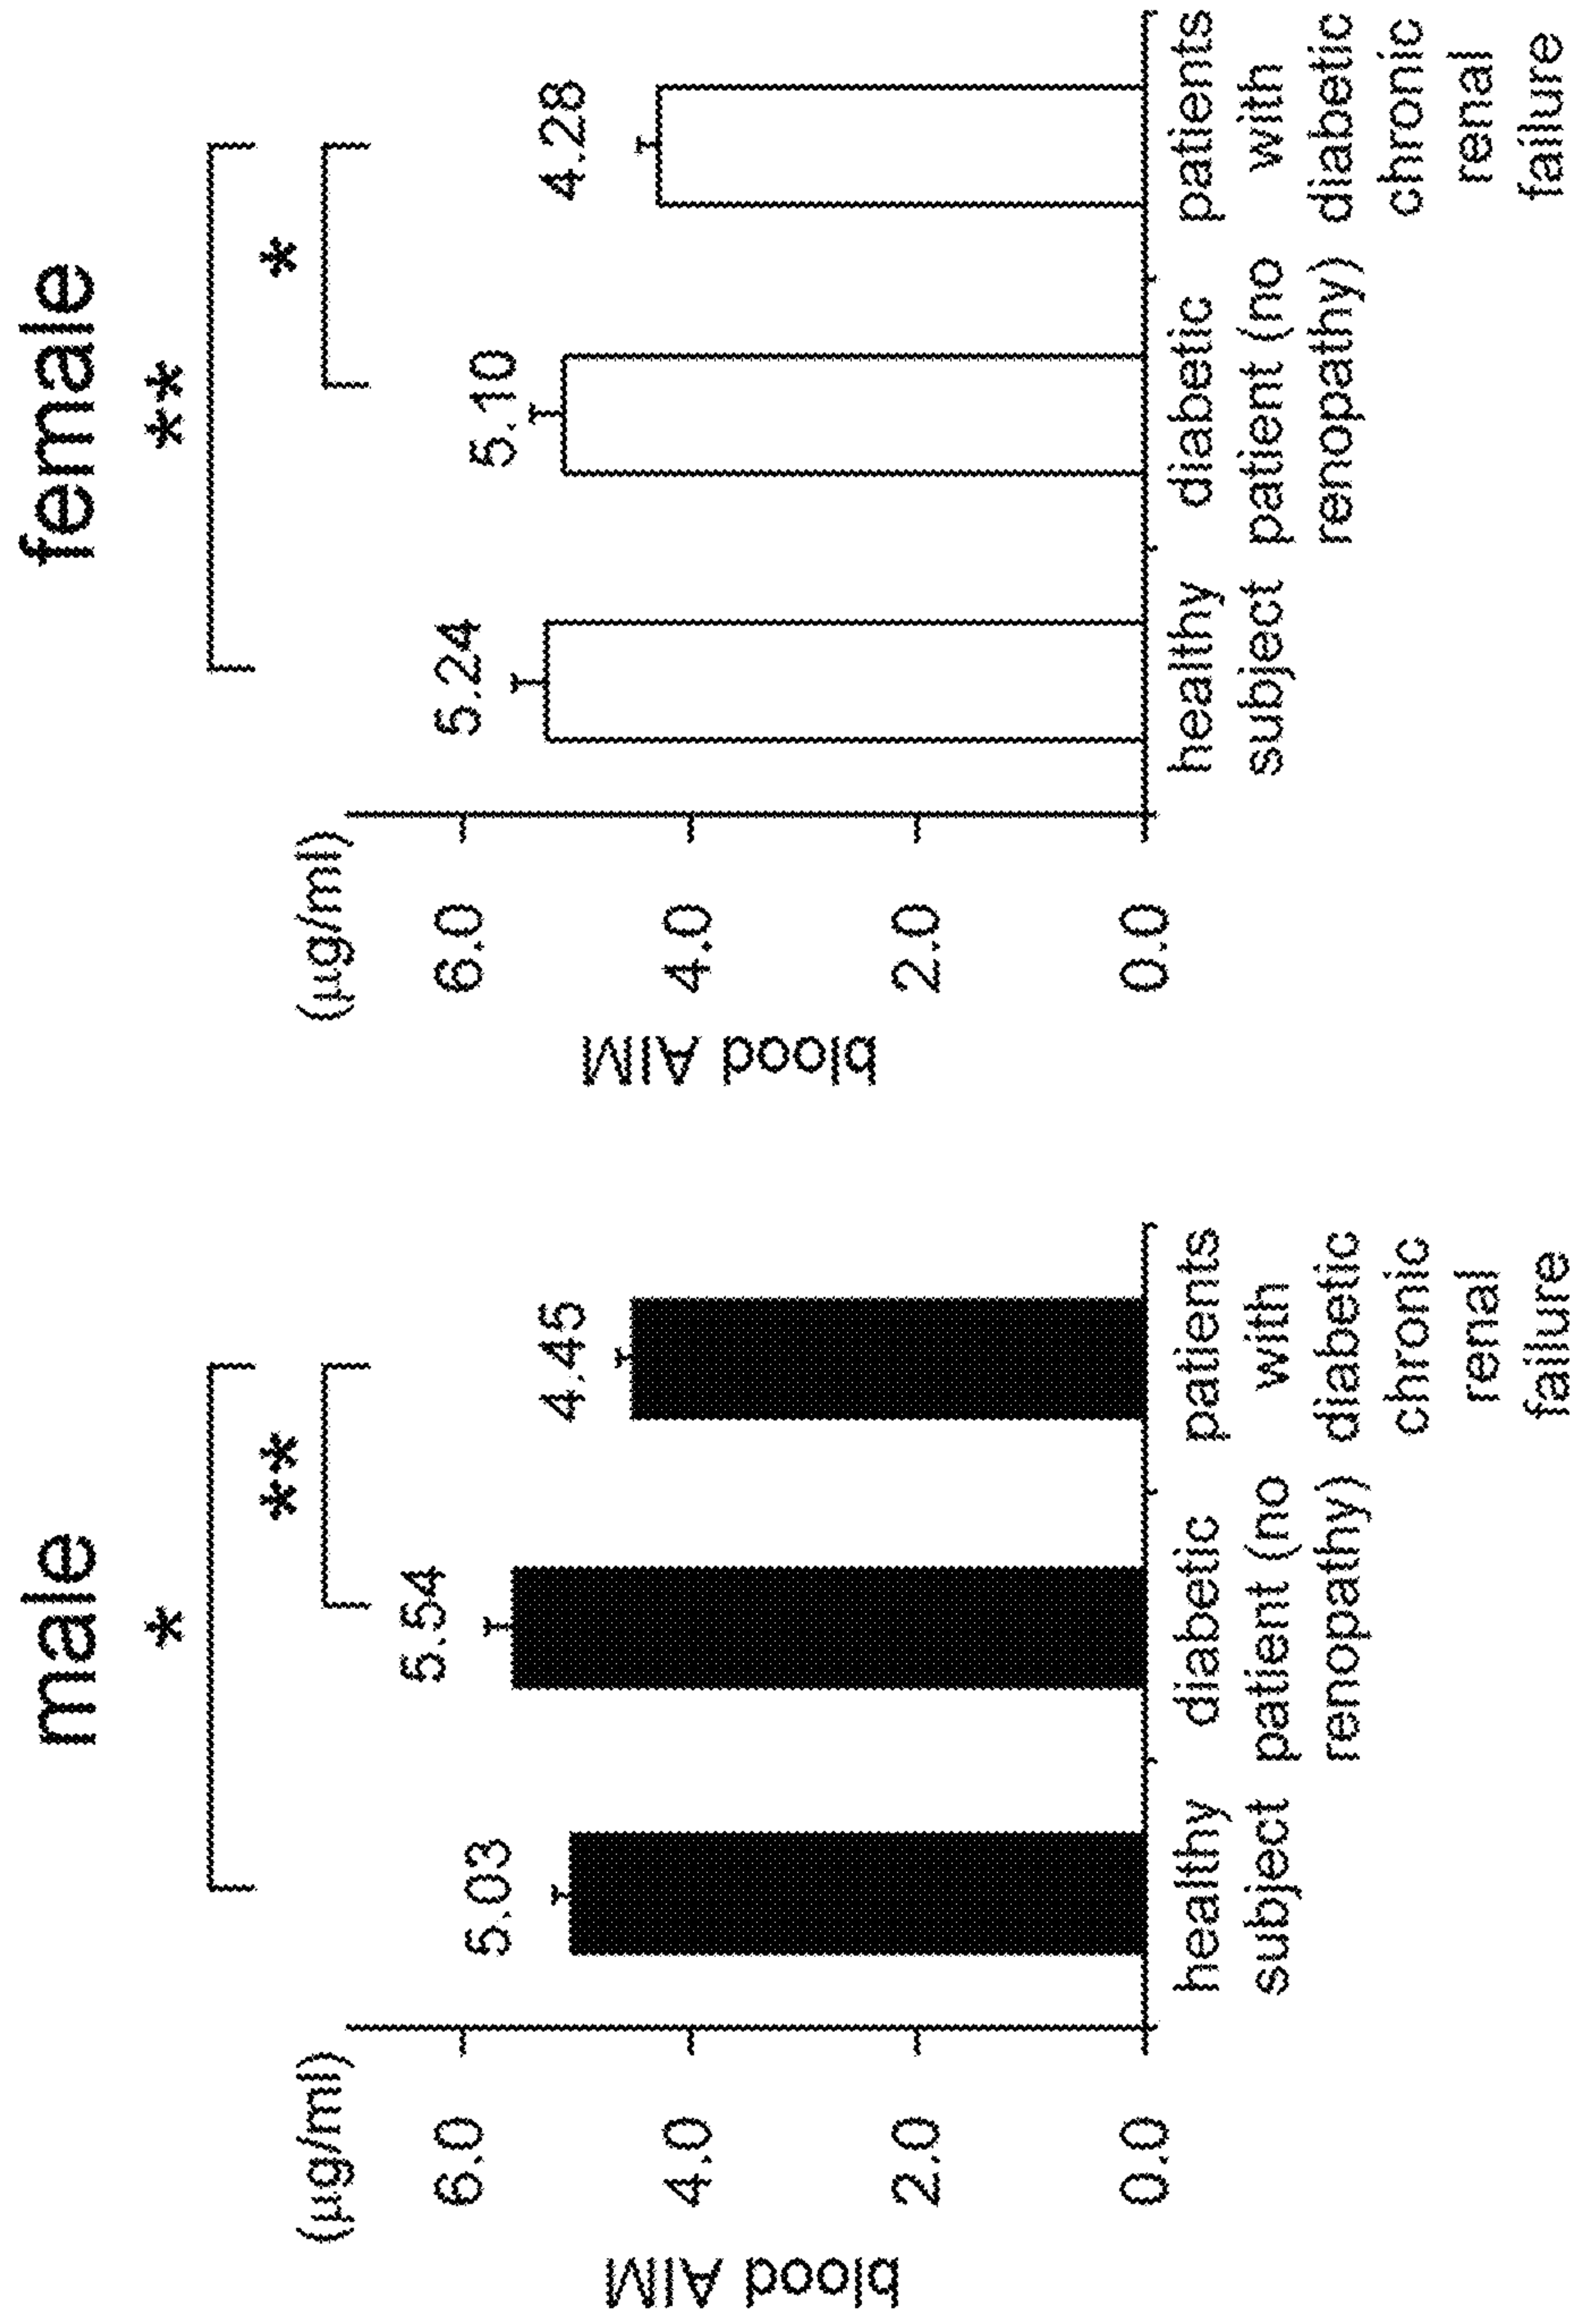 male
*
**
(µg/ml)
6.0
4.0
2.0
0.0
blood AIM
5.03
5.54
4.45
healthy
subject
diabetic
patient (no
renopathy)
patients
with
diabetic
chronic
renal
failure
female
**
*
(µg/ml)
6.0
4.0
2.0
0.0
blood AIM
5.24
5.10
4.28
healthy
subject
diabetic
patient (no
renopathy)
patients
with
diabetic
chronic
renal
failure